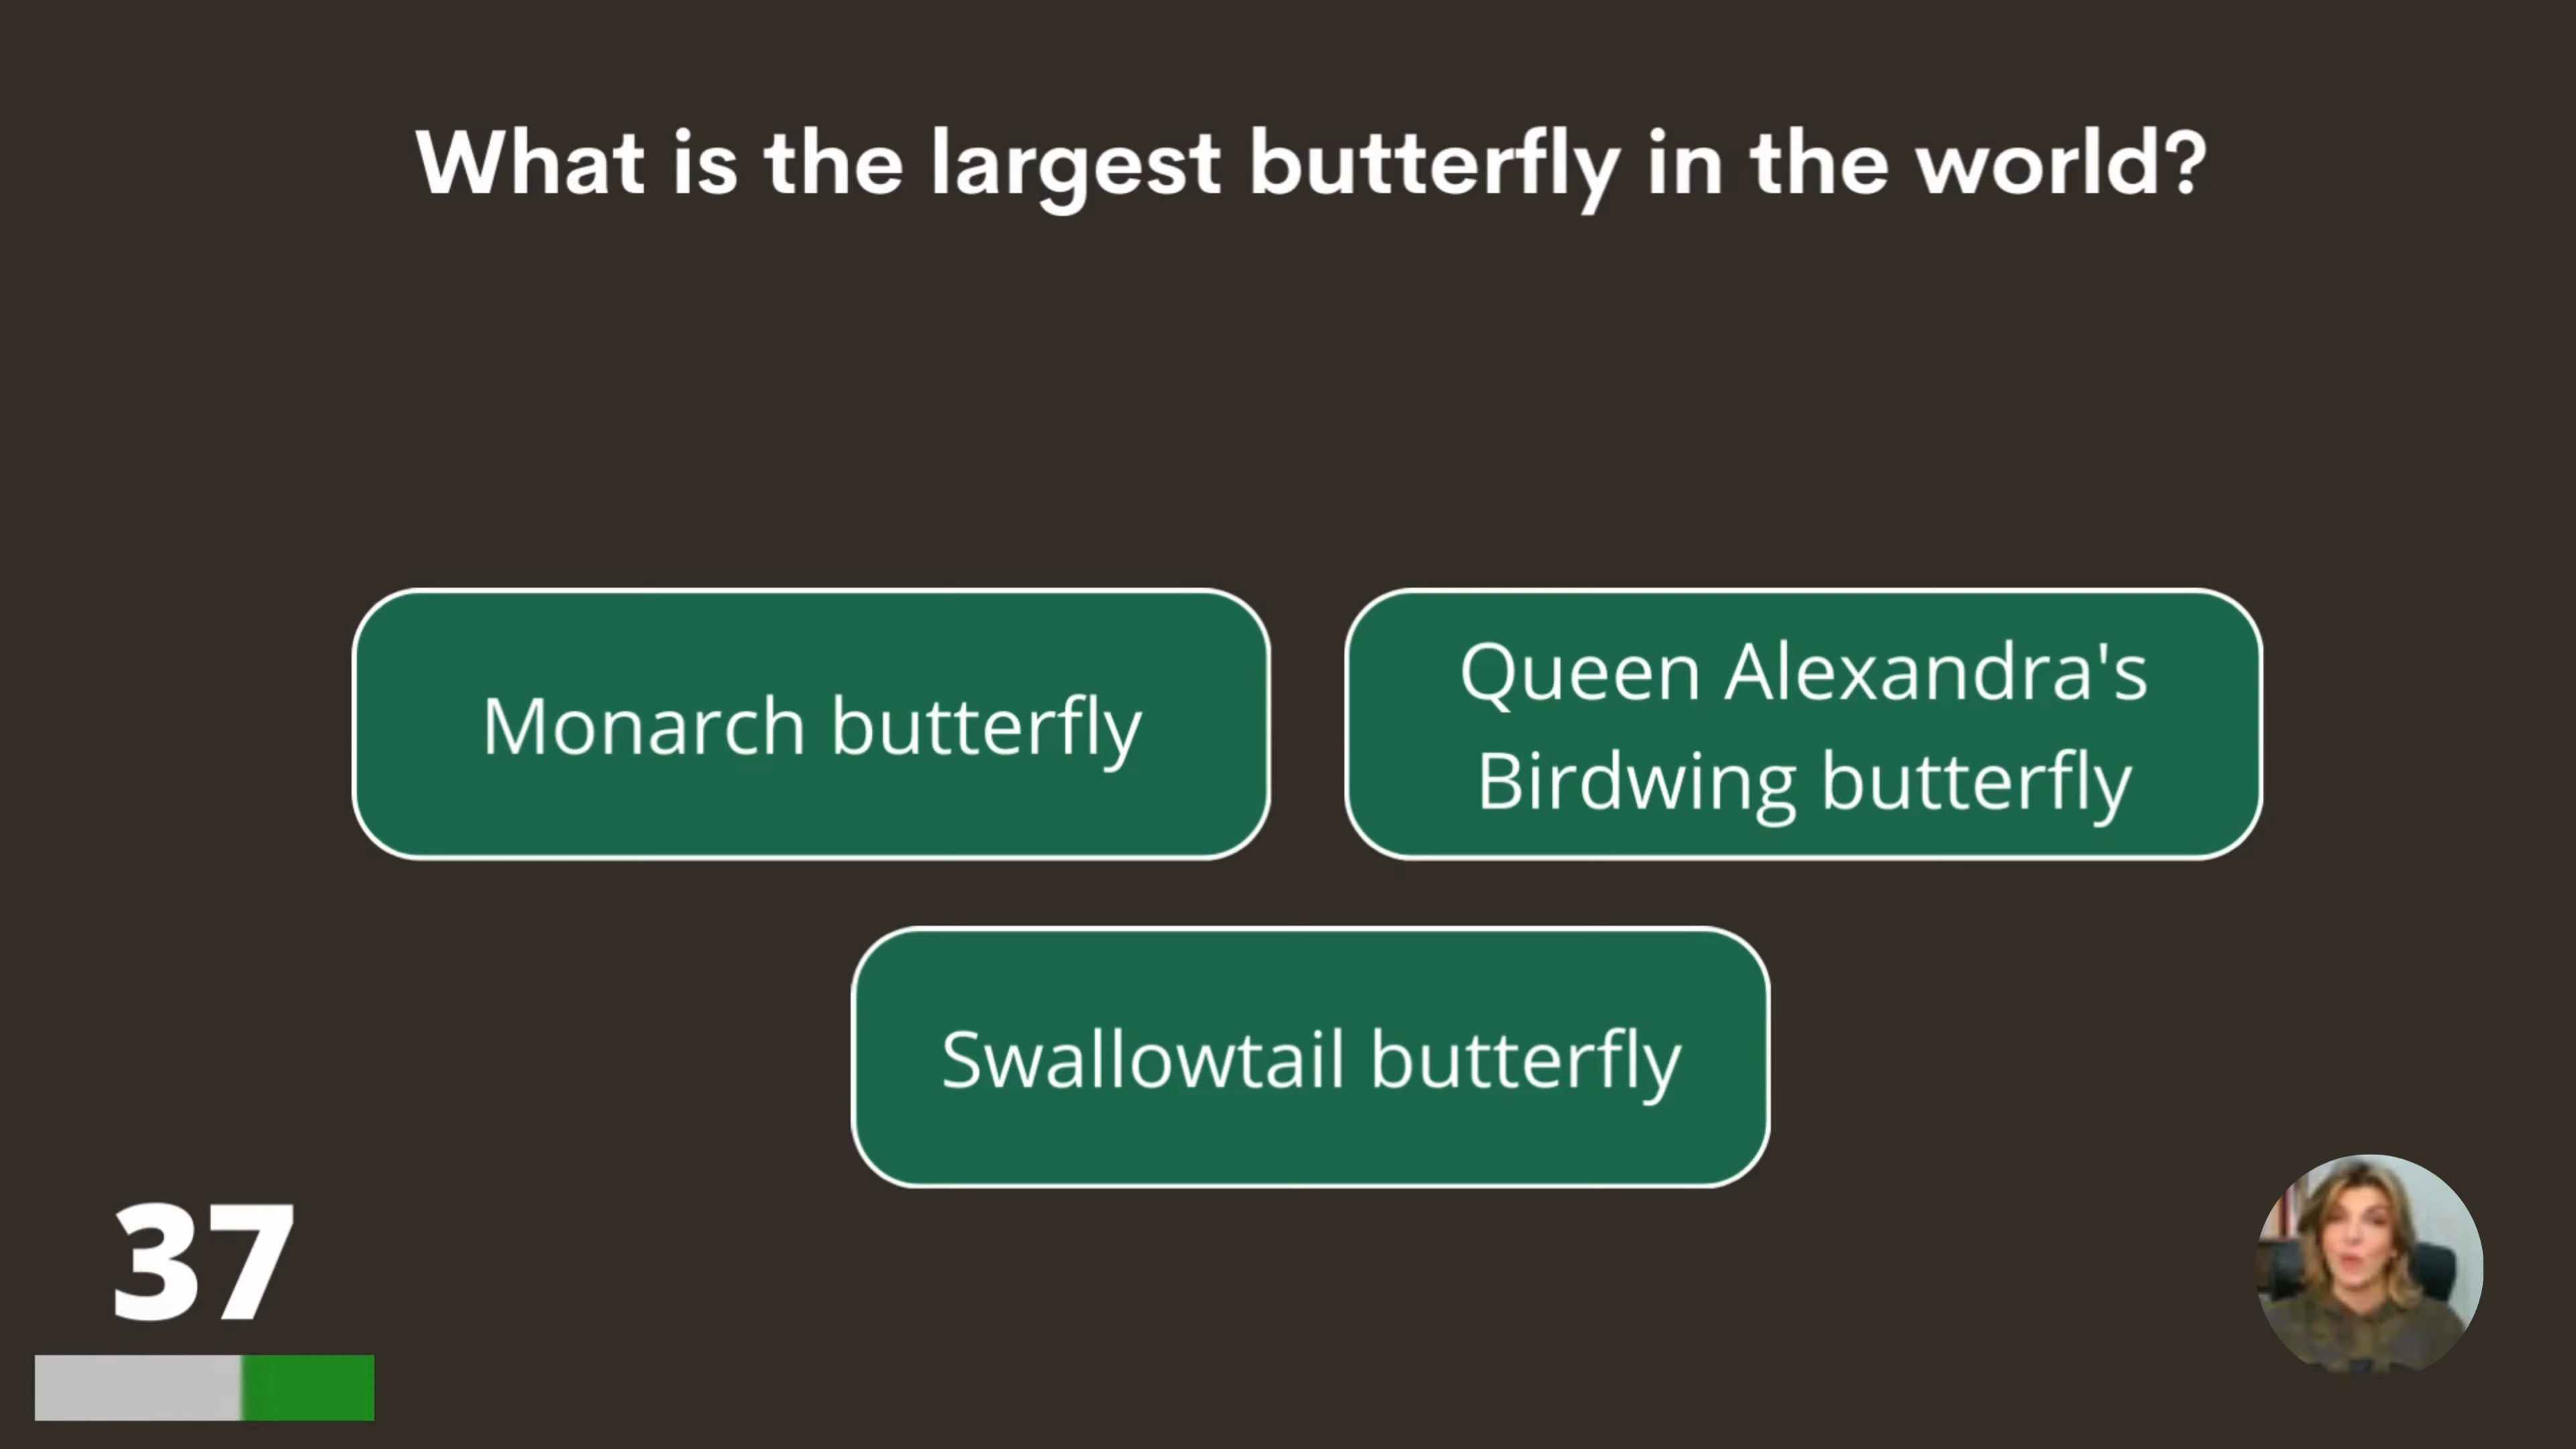 What is the largest butterfly in the world?
Monarch butterfly
Queen Alexandra's
Birdwing butterfly
Swallowtail butterfly
37